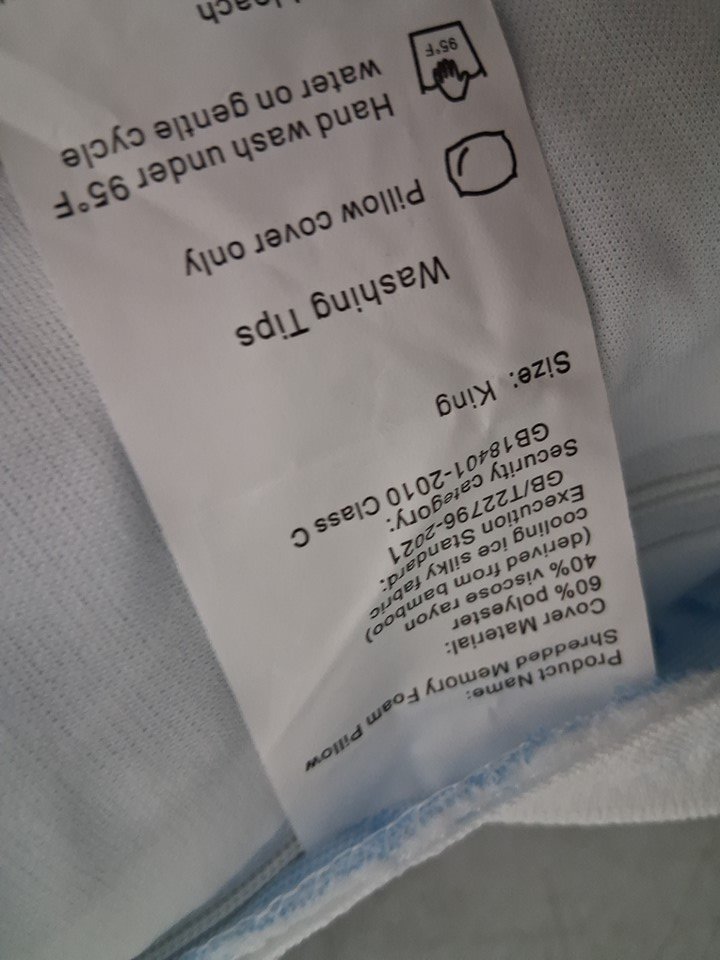 Product Name:
Shredded Memory Foam Pillow
Cover Material:
60% polyester
40% viscose rayon
(derived from bamboo)
cooling ice silky fabric
Execution Standard:
GB/T22796-2021
Security category:
GB18401-2010 Class C
Size: King
Washing Tips
Pillow cover only
Hand wash under 95°F
water on gentle cycle
95°F